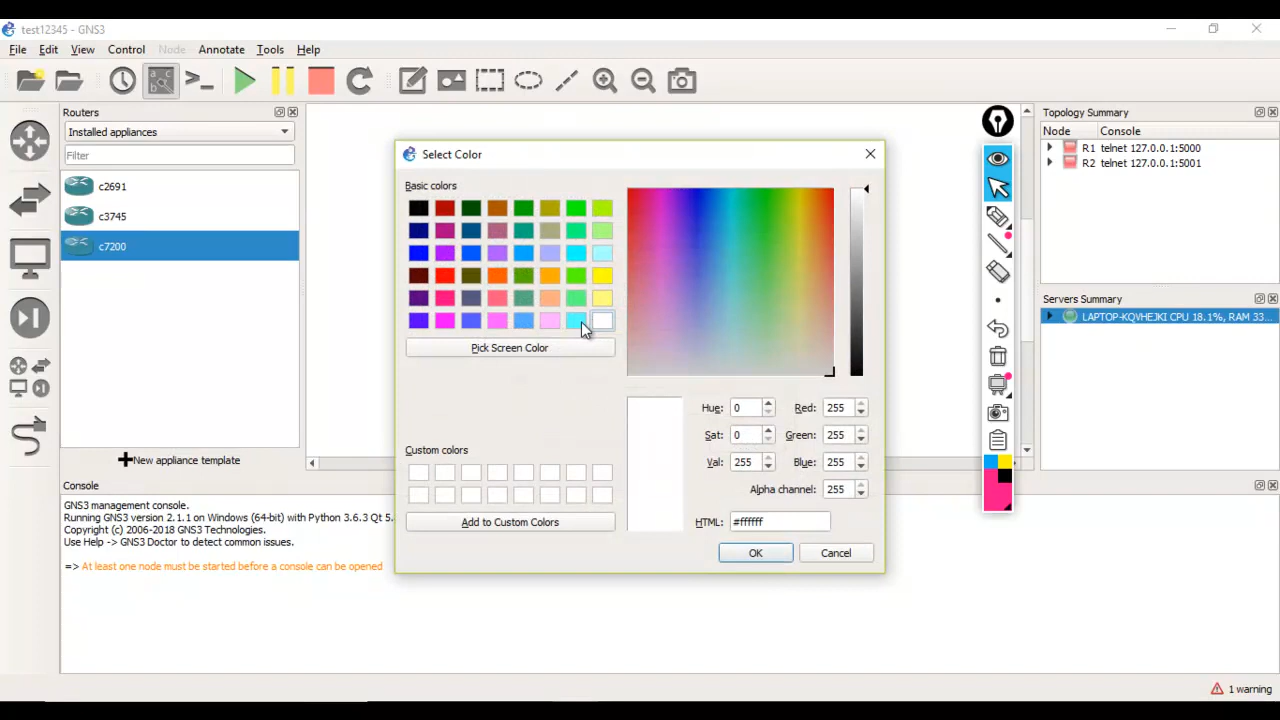 test12345 - GNS3
File Edit View Control Node Annotate Tools Help
Routers
Installed appliances
Filter
c2691
c3745
c7200
New appliance template
Select Color
Basic colors
Pick Screen Color
Custom colors
Add to Custom Colors
Hue: 0 Red: 255
Sat: 0 Green: 255
Val: 255 Blue: 255
Alpha channel: 255
HTML: #ffffff
OK Cancel
Topology Summary
Node Console
R1 telnet 127.0.0.1:5000
R2 telnet 127.0.0.1:5001
Servers Summary
LAPTOP-KQVHEJKI CPU 18.1%, RAM 33...
Console
GNS3 management console.
Running GNS3 version 2.1.1 on Windows (64-bit) with Python 3.6.3 Qt 5.
Copyright (c) 2006-2018 GNS3 Technologies.
Use Help -> GNS3 Doctor to detect common issues.
=> At least one node must be started before a console can be opened
1 warning